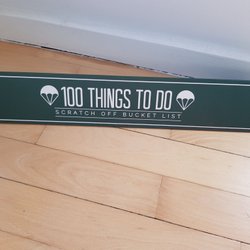 100 THINGS TO DO
SCRATCH OFF BUCKET LIST